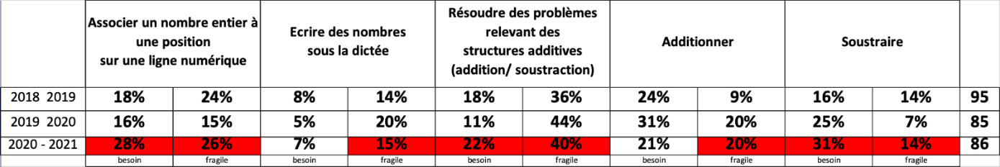 Associer un nombre entier à
une position
sur une ligne numérique
Ecrire des nombres
sous la dictée
Résoudre des problèmes
relevant des
structures additives
(addition/ soustraction)
Additionner
Soustraire
2018 2019 18% 24% 8% 14% 18% 36% 24% 9% 16% 14% 95
2019 2020 16% 15% 5% 20% 11% 44% 31% 20% 25% 7% 85
2020 - 2021 28% 26% 7% 15% 22% 40% 21% 20% 31% 14% 86
besoin fragile besoin fragile besoin fragile besoin fragile besoin fragile